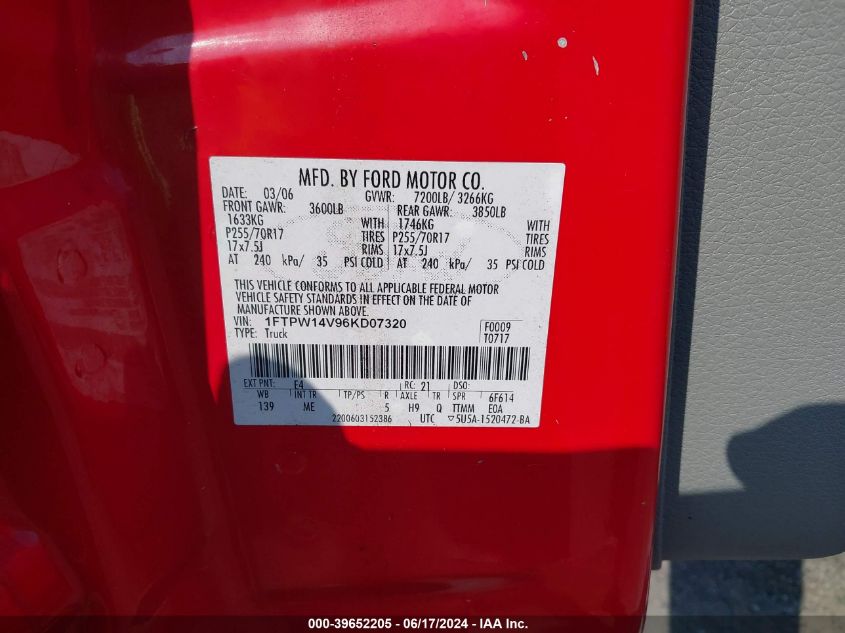 MFD. BY FORD MOTOR CO.
DATE: 03/06 GVWR: 7200LB/ 3266KG
FRONT GAWR: 3600LB REAR GAWR: 3850LB
1633KG WITH 1746KG WITH
P255/70R17 TIRES P255/70R17 TIRES
17x7.5J RIMS 17x7.5J RIMS
AT 240 kPa/ 35 PSI COLD AT 240 kPa/ 35 PSI COLD
THIS VEHICLE CONFORMS TO ALL APPLICABLE FEDERAL MOTOR
VEHICLE SAFETY STANDARDS IN EFFECT ON THE DATE OF
MANUFACTURE SHOWN ABOVE.
VIN: 1FTPW14V96KD07320 F0009
TYPE: Truck T0717
EXT PNT: E4 RC: 21 DSO:
WB INT TR TP/PS R AXLE TR SPR 6F614
139 ME 5 H9 Q TTMM E0A
2200603152386 UTC ▽5U5A-1520472-BA
000-39652205 - 06/17/2024 - IAA Inc.